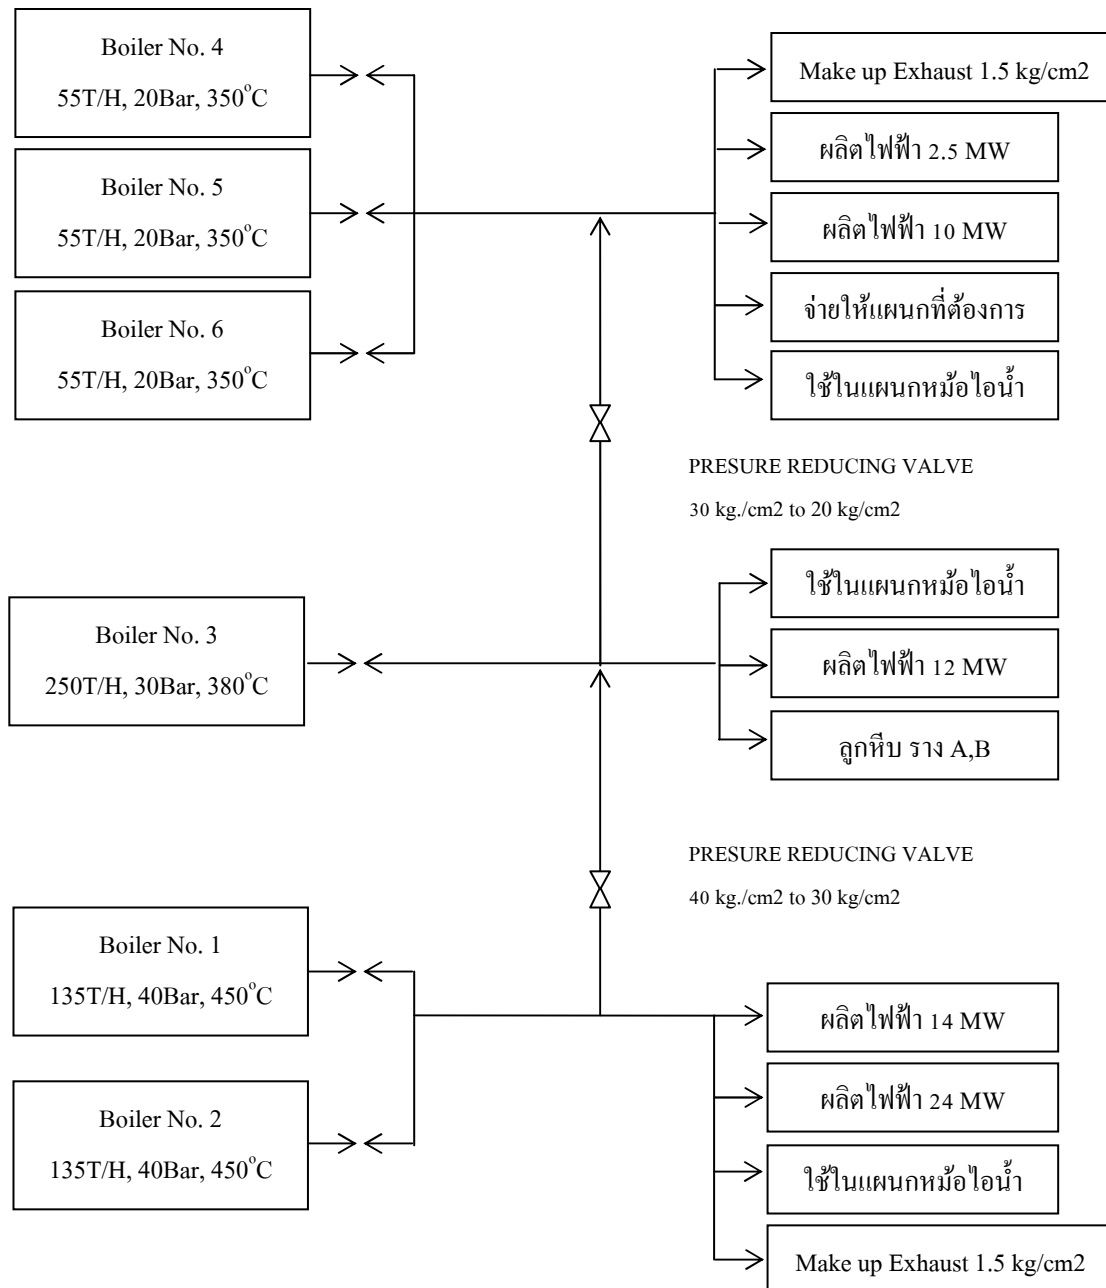 Boiler No. 4
55T/H, 20Bar, 350°C
Boiler No. 5
55T/H, 20Bar, 350°C
Boiler No. 6
55T/H, 20Bar, 350°C
Make up Exhaust 1.5 kg/cm2
ผลิตไฟฟ้า 2.5 MW
ผลิตไฟฟ้า 10 MW
จ่ายให้แผนกที่ต้องการ
ใช้ในแผนกหม้อไอน้ำ
PRESURE REDUCING VALVE
30 kg./cm2 to 20 kg/cm2
Boiler No. 3
250T/H, 30Bar, 380°C
ใช้ในแผนกหม้อไอน้ำ
ผลิตไฟฟ้า 12 MW
ลูกหีบ ราง A,B
PRESURE REDUCING VALVE
40 kg./cm2 to 30 kg/cm2
Boiler No. 1
135T/H, 40Bar, 450°C
Boiler No. 2
135T/H, 40Bar, 450°C
ผลิตไฟฟ้า 14 MW
ผลิตไฟฟ้า 24 MW
ใช้ในแผนกหม้อไอน้ำ
Make up Exhaust 1.5 kg/cm2